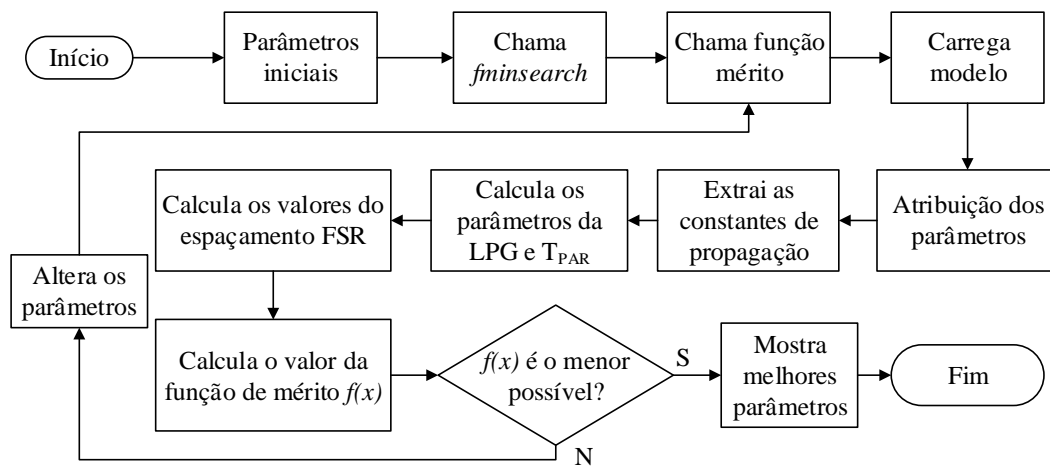 Início
Parâmetros
iniciais
Chama
fminsearch
Chama função
mérito
Carrega
modelo
Atribuição dos
parâmetros
Extrai as
constantes de
propagação
Calcula os
parâmetros da
LPG e TPAR
Calcula os valores do
espaçamento FSR
Altera os
parâmetros
Calcula o valor da
função de mérito f(x)
f(x) é o menor
possível?
S
N
Mostra
melhores
parâmetros
Fim